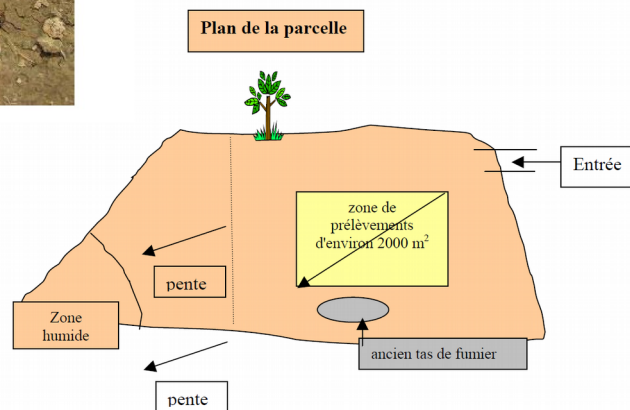 Plan de la parcelle
Entrée
zone de
prélèvements
d'environ 2000 m²
pente
Zone
humide
ancien tas de fumier
pente